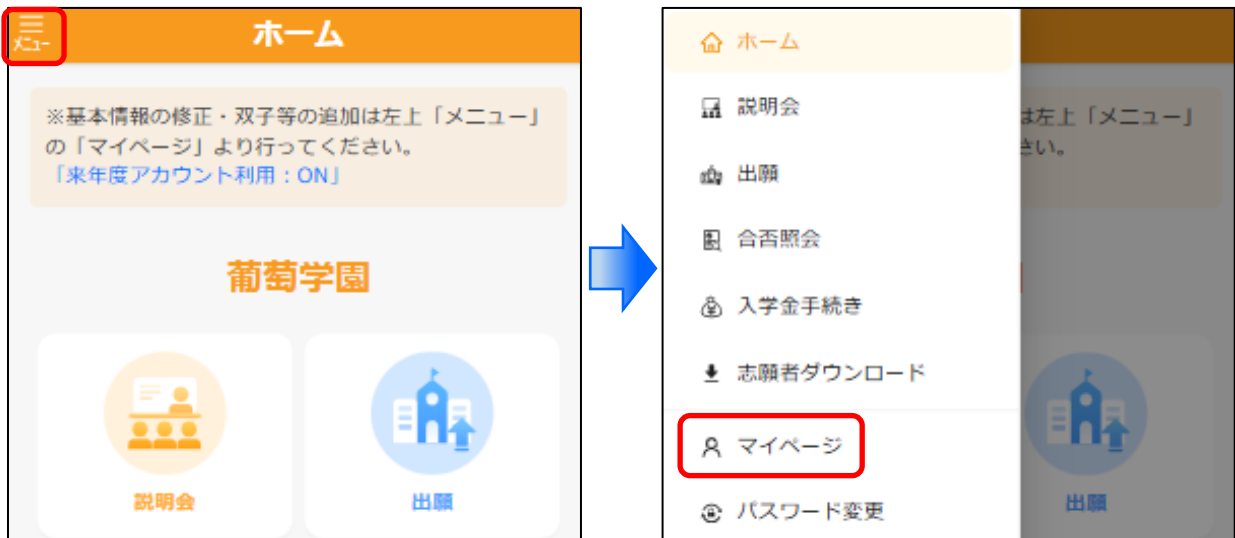 メニュー
ホーム
※基本情報の修正・双子等の追加は左上「メニュー」
の「マイページ」より行ってください。
「来年度アカウント利用：ON」
葡萄学園
説明会
出願
ホーム
説明会
出願
合否照会
入学金手続き
志願者ダウンロード
マイページ
パスワード変更
は左上「メニュー」
さい。
出願